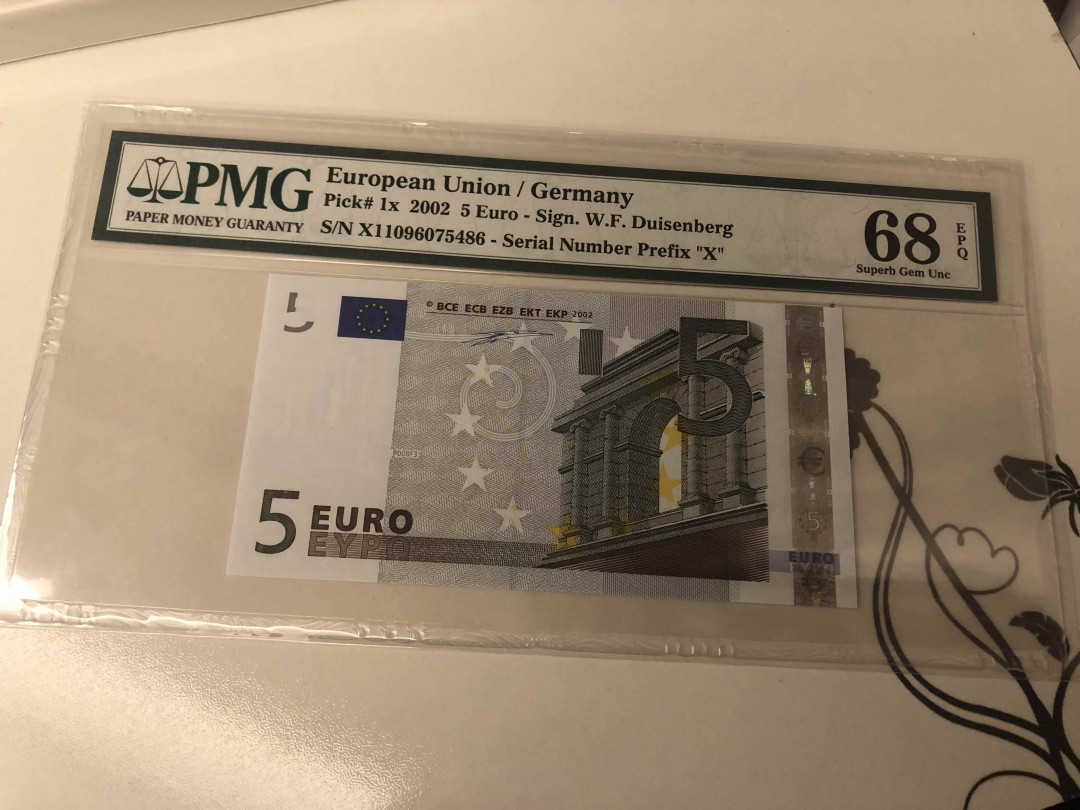 PMG
PAPER MONEY GUARANTY
European Union / Germany
Pick# 1x 2002 5 Euro - Sign. W.F. Duisenberg
S/N X11096075486 - Serial Number Prefix "X"
68
EPQ
Superb Gem Unc
© BCE ECB EZB EKT EKP 2002
5
5 EURO
ΕΥΡΩ
€
5
EURO